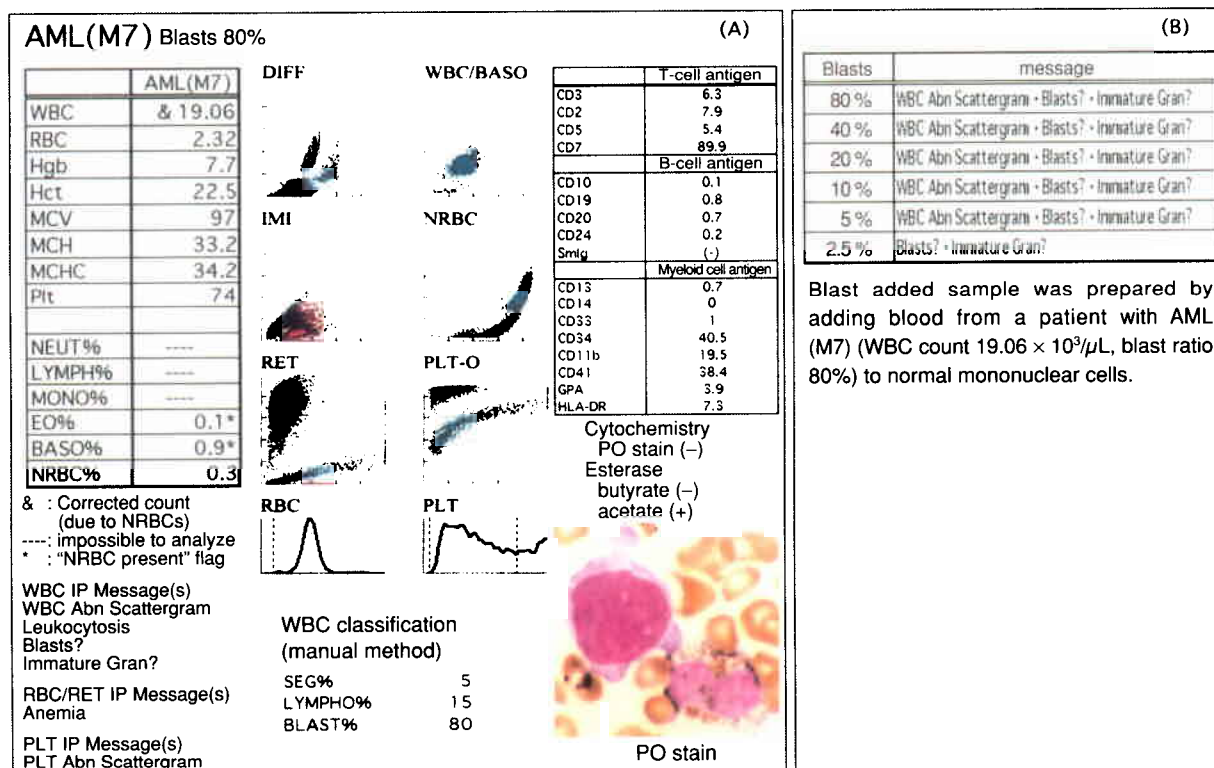 AML(M7) Blasts 80%
(A)
AML(M7)
WBC & 19.06
RBC 2.32
Hgb 7.7
Hct 22.5
MCV 97
MCH 33.2
MCHC 34.2
Plt 74
NEUT% ----
LYMPH% ----
MONO% ----
EO% 0.1*
BASO% 0.9*
NRBC% 0.3
& : Corrected count
(due to NRBCs)
----: impossible to analyze
* : "NRBC present" flag
WBC IP Message(s)
WBC Abn Scattergram
Leukocytosis
Blasts?
Immature Gran?
RBC/RET IP Message(s)
Anemia
PLT IP Message(s)
PLT Abn Scattergram
DIFF
WBC/BASO
IMI
NRBC
RET
PLT-O
RBC
PLT
WBC classification
(manual method)
SEG% 5
LYMPHO% 15
BLAST% 80
T-cell antigen
CD3 6.3
CD2 7.9
CD5 5.4
CD7 89.9
B-cell antigen
CD10 0.1
CD19 0.8
CD20 0.7
CD24 0.2
SmIg (-)
Myeloid cell antigen
CD13 0.7
CD14 0
CD33 1
CD34 40.5
CD11b 19.5
CD41 38.4
GPA 3.9
HLA-DR 7.3
Cytochemistry
PO stain (–)
Esterase
butyrate (–)
acetate (+)
PO stain
(B)
Blasts message
80 % WBC Abn Scattergram • Blasts? • Immature Gran?
40 % WBC Abn Scattergram • Blasts? • Immature Gran?
20 % WBC Abn Scattergram • Blasts? • Immature Gran?
10 % WBC Abn Scattergram • Blasts? • Immature Gran?
5 % WBC Abn Scattergram • Blasts? • Immature Gran?
2.5 % Blasts? • Immature Gran?
Blast added sample was prepared by
adding blood from a patient with AML
(M7) (WBC count 19.06 × 10³/μL, blast ratio
80%) to normal mononuclear cells.